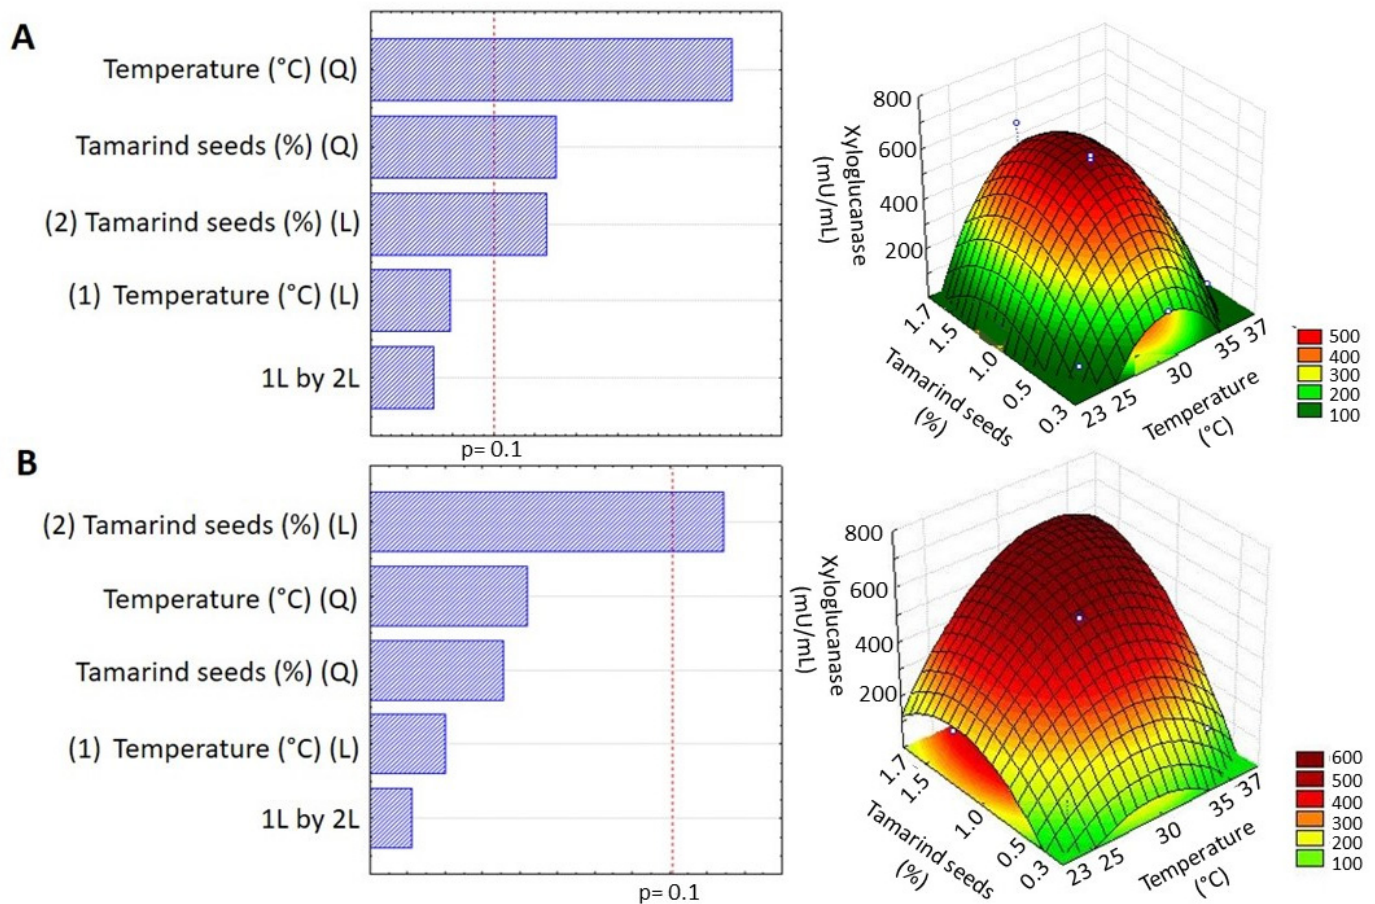 A
Temperature (°C) (Q)
Tamarind seeds (%) (Q)
(2) Tamarind seeds (%) (L)
(1) Temperature (°C) (L)
1L by 2L
p= 0.1
800
600
400
200
Xyloglucanase
(mU/mL)
1.7
1.5
1.0
0.5
0.3
Tamarind seeds
(%)
23 25
30
35 37
Temperature
(°C)
500
400
300
200
100
B
(2) Tamarind seeds (%) (L)
Temperature (°C) (Q)
Tamarind seeds (%) (Q)
(1) Temperature (°C) (L)
1L by 2L
p= 0.1
800
600
400
200
Xyloglucanase
(mU/mL)
1.7
1.5
1.0
0.5
0.3
Tamarind seeds
(%)
23 25
30
35 37
Temperature
(°C)
600
500
400
300
200
100